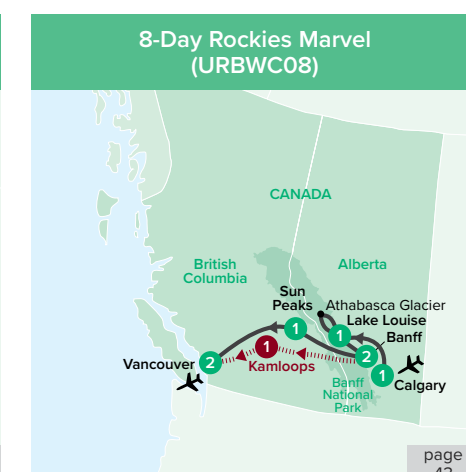 8-Day Rockies Marvel
(URBWC08)
CANADA
British
Columbia
Alberta
Sun
Peaks
Athabasca Glacier
Lake Louise
Banff
1
1
2
1
1
2
Vancouver
Kamloops
Calgary
Banff
National
Park
page